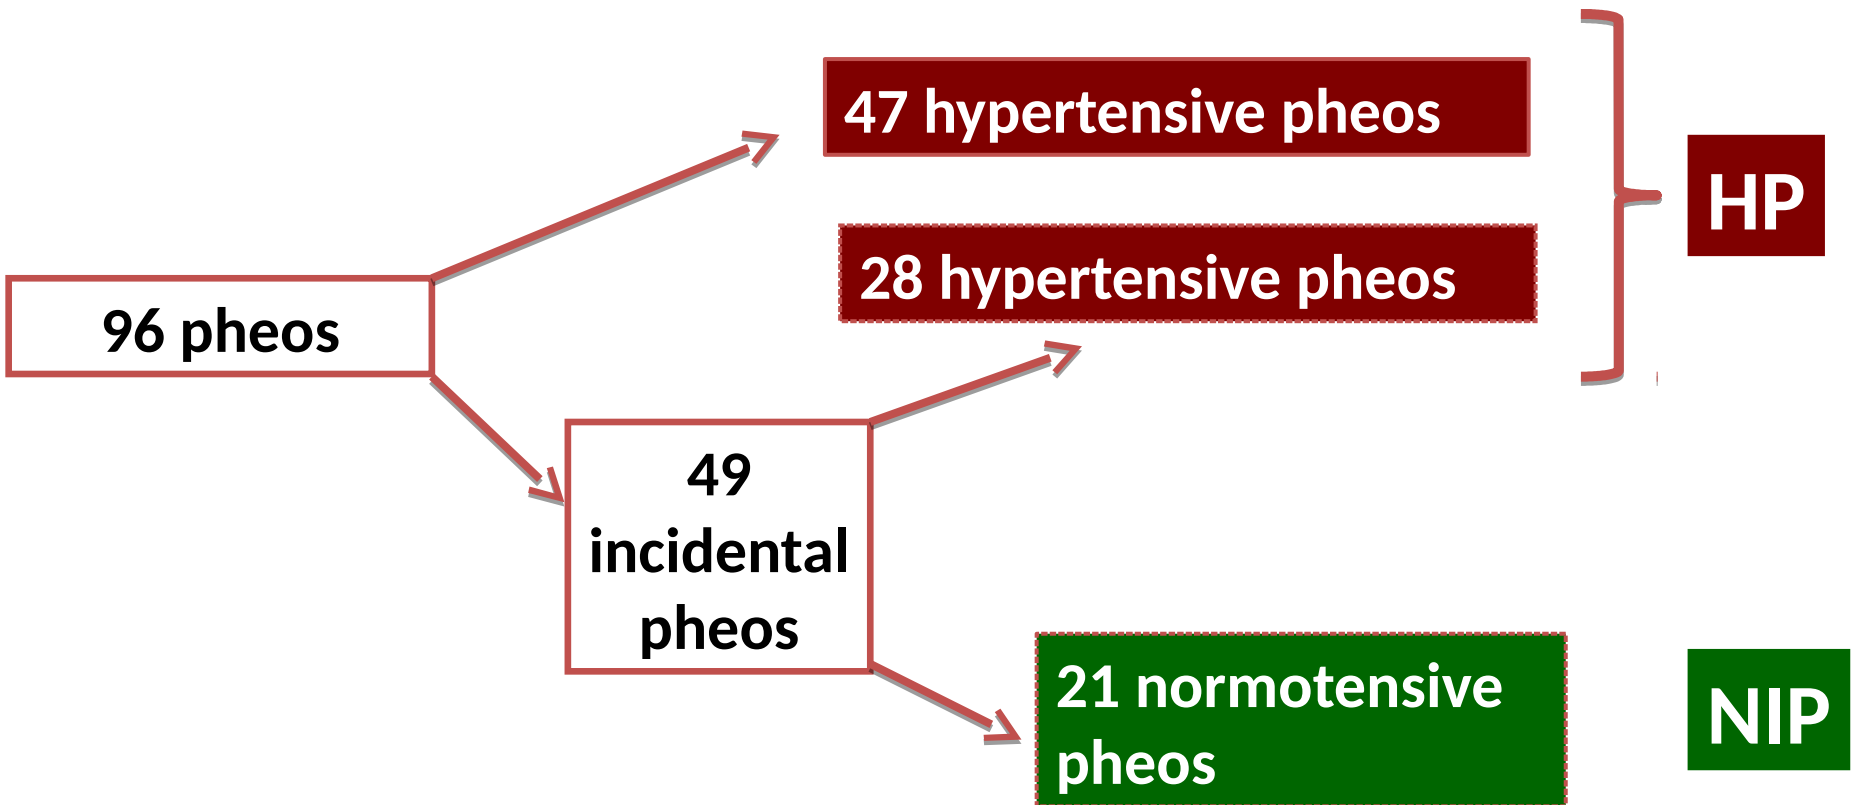 47 hypertensive pheos
HP
28 hypertensive pheos
96 pheos
49
incidental
pheos
21 normotensive
pheos
NIP